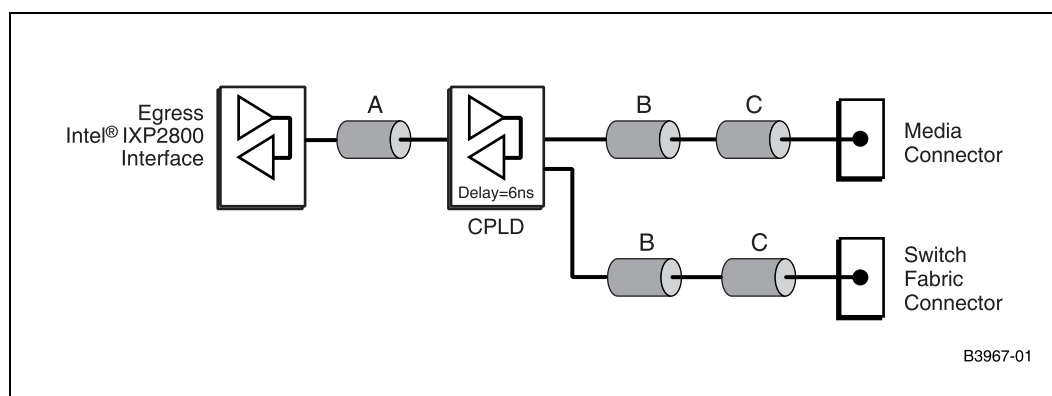 Egress
Intel® IXP2800
Interface
A
Delay=6ns
CPLD
B
C
Media
Connector
B
C
Switch
Fabric
Connector
B3967-01